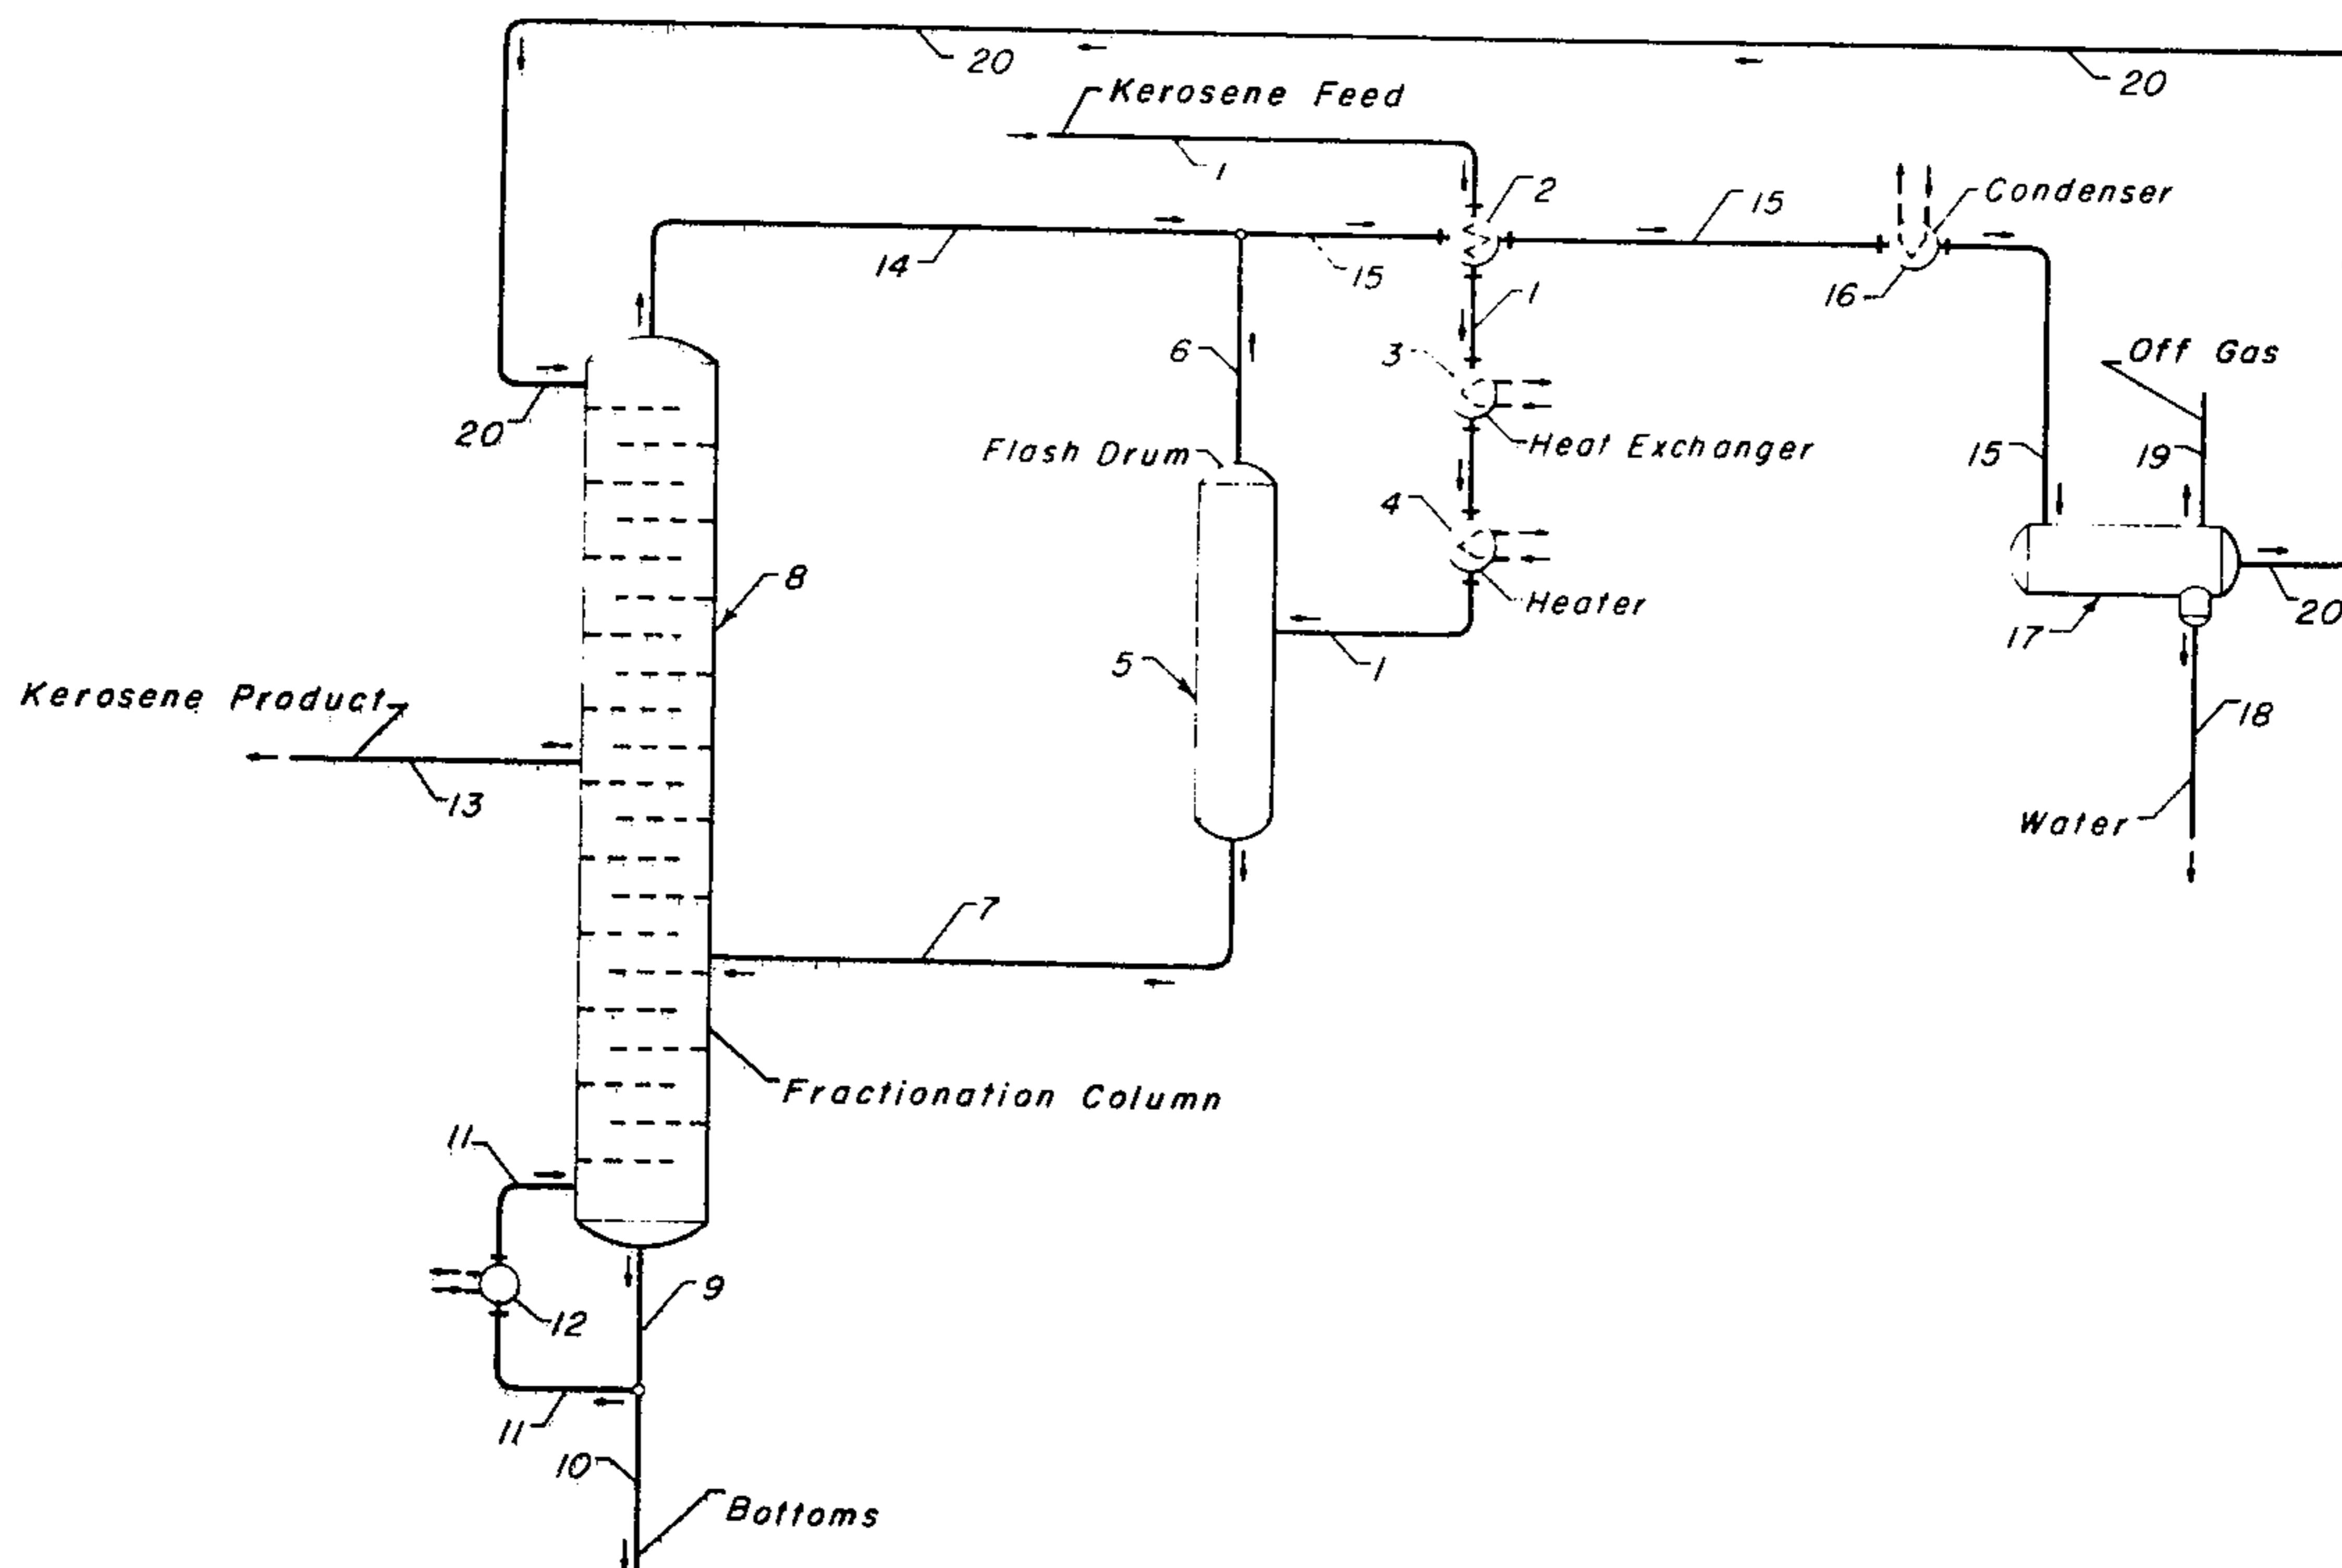 20
20
Kerosene Feed
1
2
15
Condenser
14
15
1
16
3
Off Gas
6
20
Flash Drum
Heat Exchanger
15
19
4
8
Heater
20
17
5
1
Kerosene Product
18
13
Water
7
Fractionation Column
11
9
12
11
10
Bottoms